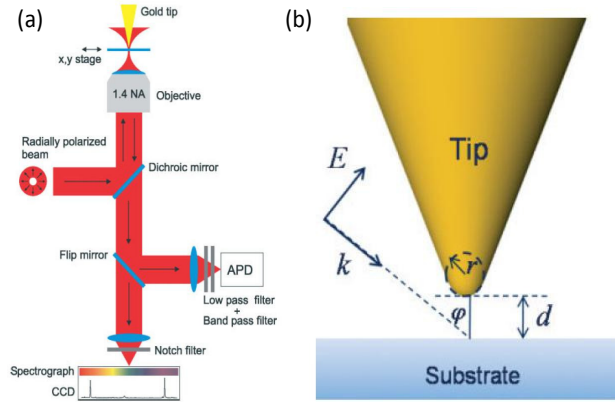 (a)
Gold tip
x,y stage
1.4 NA
Objective
Radially polarized
beam
Dichroic mirror
Flip mirror
APD
Low pass filter
+
Band pass filter
Notch filter
Spectrograph
CCD
(b)
Tip
E
k
r
φ
d
Substrate